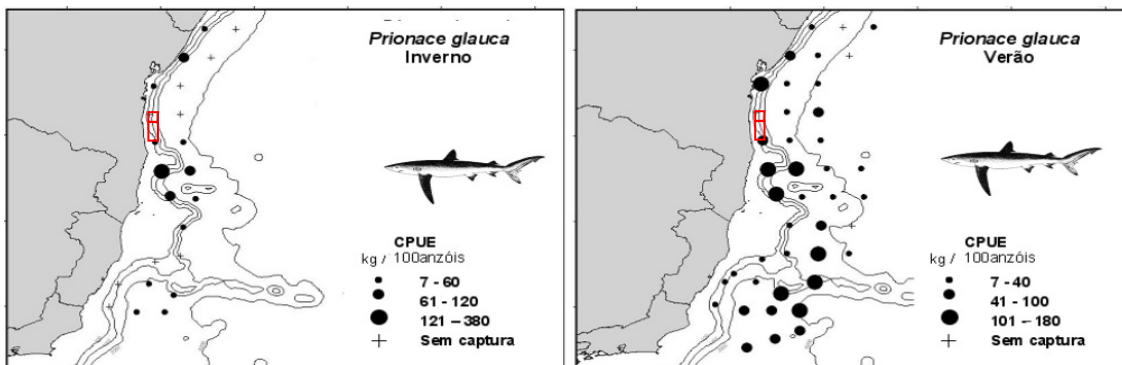 Prionace glauca
Inverno
CPUE
kg / 100anzóis
7 - 60
61 - 120
121 – 380
Sem captura
Prionace glauca
Verão
CPUE
kg / 100anzóis
7 - 40
41 - 100
101 - 180
Sem captura